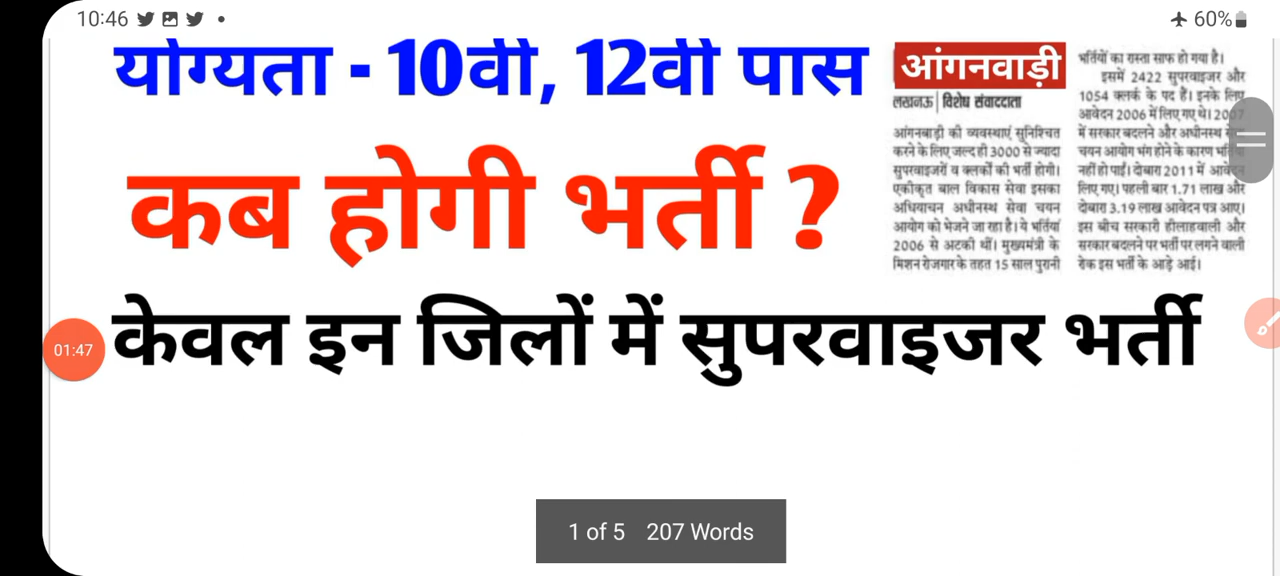 10:46
60%
योग्यता - 10वी, 12वी पास
कब होगी भर्ती ?
केवल इन जिलों में सुपरवाइजर भर्ती
आंगनवाड़ी
लखनऊ | विशेष संवाददाता
आंगनबाड़ी की व्यवस्थाएं सुनिश्चित
करने के लिए जल्द ही 3000 से ज्यादा
सुपरवाइजरों व क्लर्कों की भर्ती होगी।
एकीकृत बाल विकास सेवा इसका
अधियाचन अधीनस्थ सेवा चयन
आयोग को भेजने जा रहा है। ये भर्तियां
2006 से अटकी थीं। मुख्यमंत्री के
मिशन रोजगार के तहत 15 साल पुरानी
भर्तियों का रास्ता साफ हो गया है।
इसमें 2422 सुपरवाइजर और
1054 क्लर्क के पद हैं। इनके लिए
आवेदन 2006 में लिए गए थे। 2007
में सरकार बदलने और अधीनस्थ
चयन आयोग भंग होने के कारण
नहीं हो पाईं। दोबारा 2011 में आवेदन
लिए गए। पहली बार 1.71 लाख और
दोबारा 3.19 लाख आवेदन पत्र आए।
इस बीच सरकारी हीलाहवाली और
सरकार बदलने पर भर्ती पर लगने वाली
रोक इस भर्ती के आड़े आई।
01:47
1 of 5 207 Words